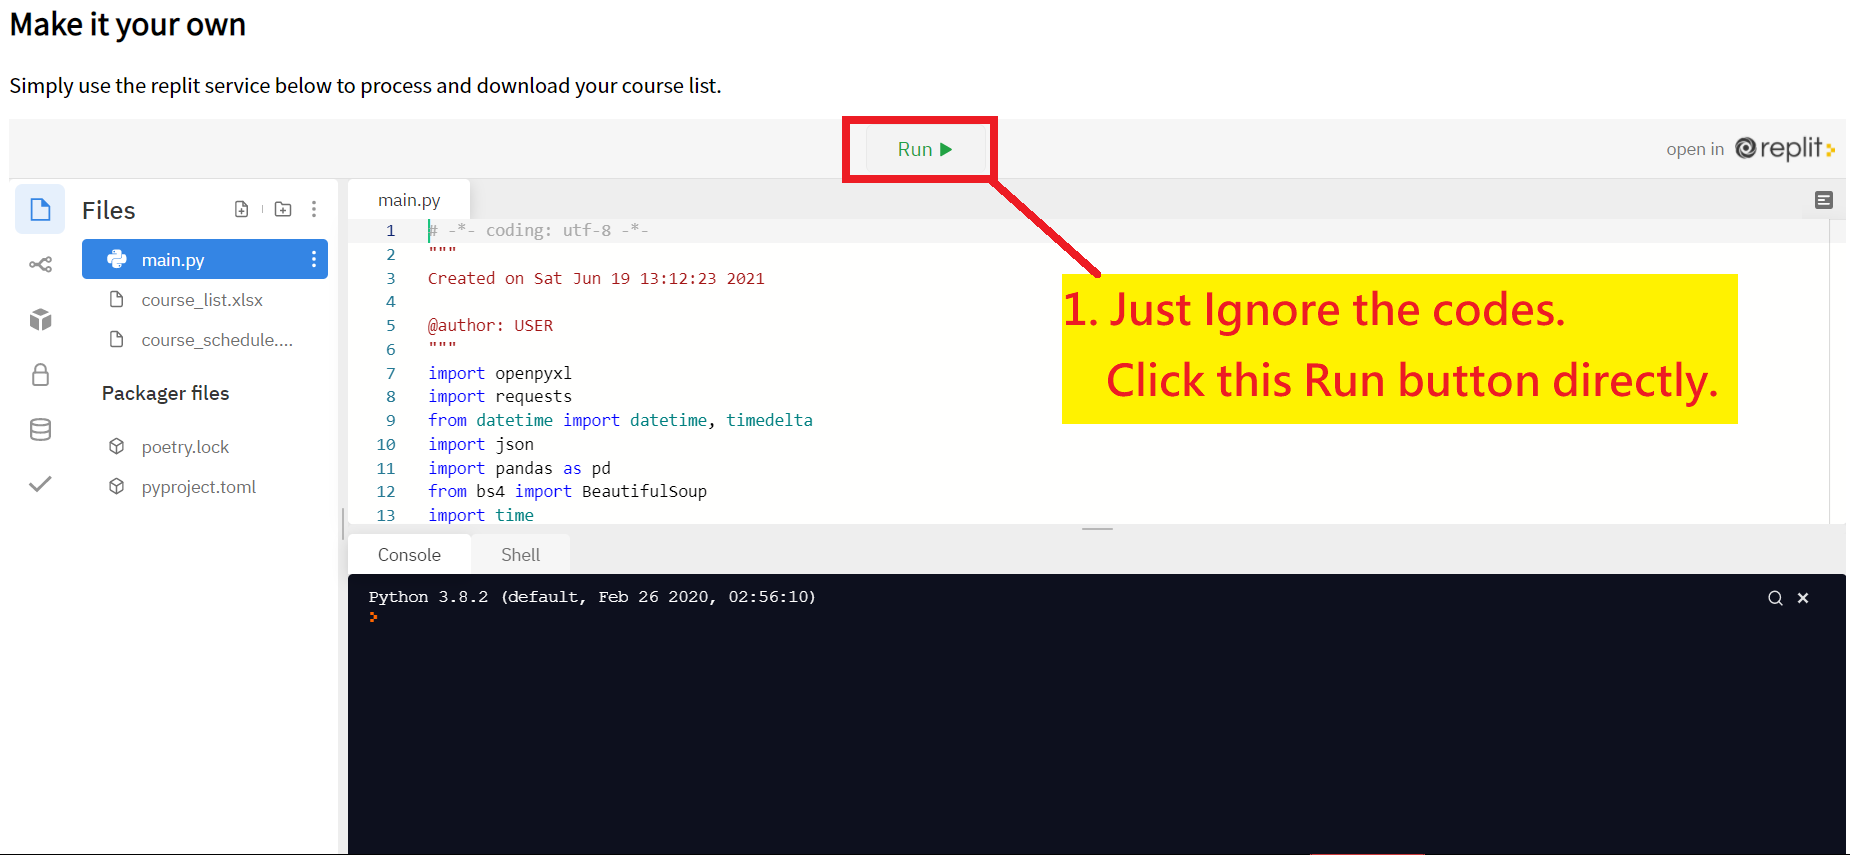 Make it your own
Simply use the replit service below to process and download your course list.
Run
open in replit
Files
main.py
course_list.xlsx
course_schedule....
Packager files
poetry.lock
pyproject.toml
main.py
1 # -*- coding: utf-8 -*-
2 """
3 Created on Sat Jun 19 13:12:23 2021
4
5 @author: USER
6 """
7 import openpyxl
8 import requests
9 from datetime import datetime, timedelta
10 import json
11 import pandas as pd
12 from bs4 import BeautifulSoup
13 import time
1. Just Ignore the codes.
Click this Run button directly.
Console Shell
Python 3.8.2 (default, Feb 26 2020, 02:56:10)